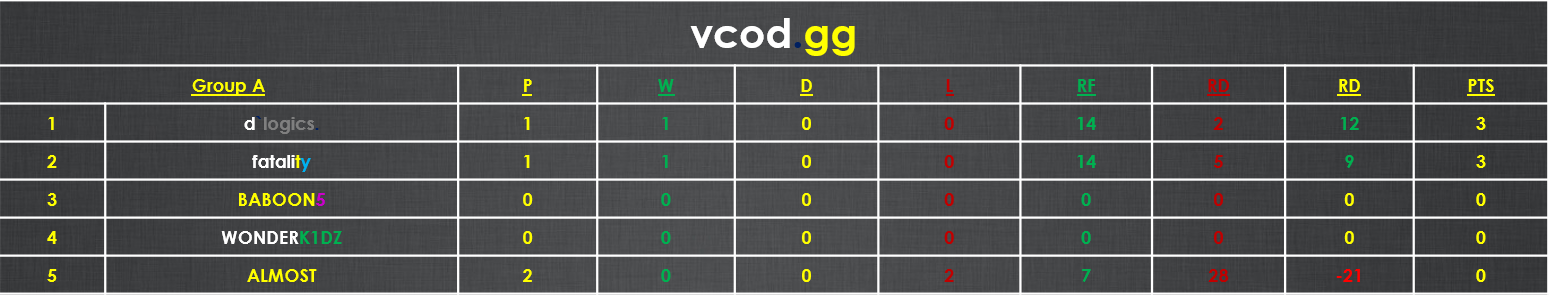 vcod.gg
Group A P W D L RF RD RD PTS
1 d`logics. 1 1 0 0 14 2 12 3
2 fatality 1 1 0 0 14 5 9 3
3 BABOON5 0 0 0 0 0 0 0 0
4 WONDERK1DZ 0 0 0 0 0 0 0 0
5 ALMOST 2 0 0 2 7 28 -21 0